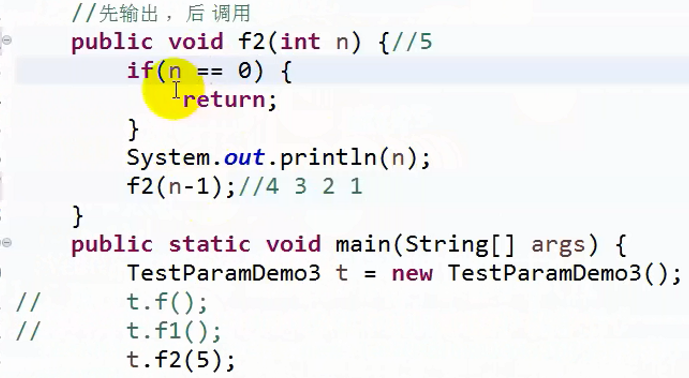 //先输出 ，后 调用
public void f2(int n) {//5
if(n == 0) {
return;
}
System.out.println(n);
f2(n-1);//4 3 2 1
}
public static void main(String[] args) {
TestParamDemo3 t = new TestParamDemo3();
// t.f();
// t.f1();
t.f2(5);